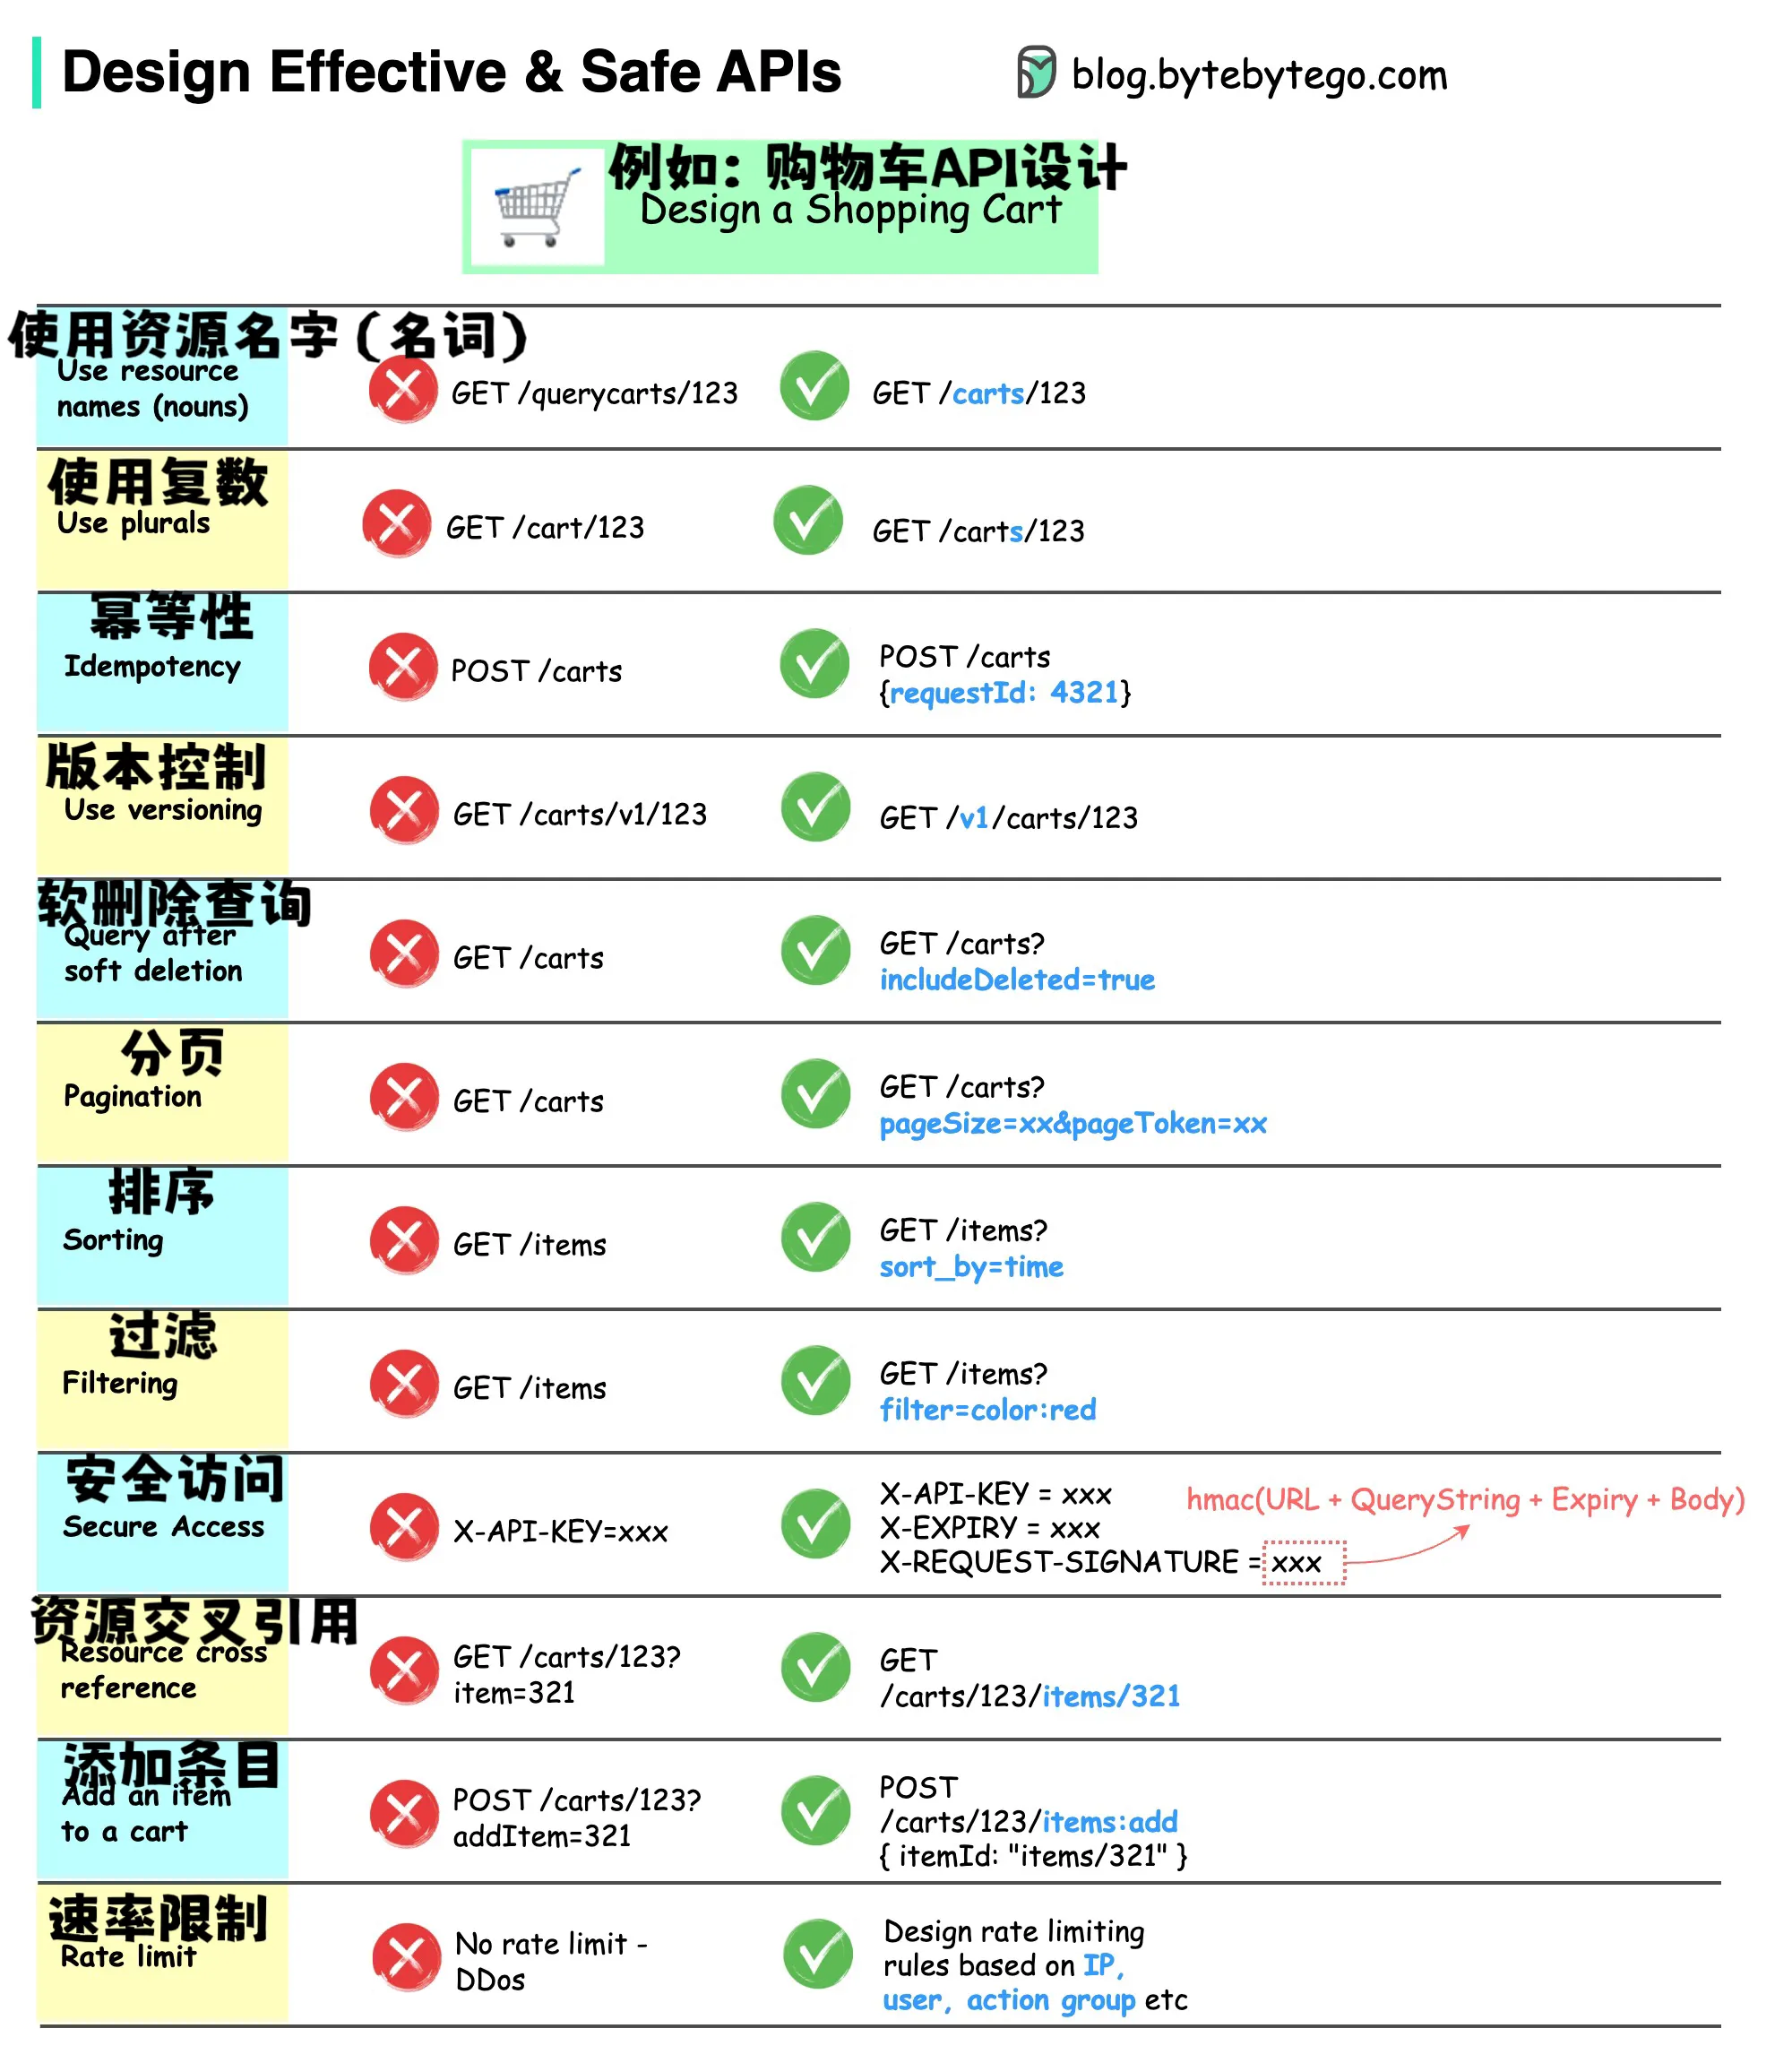 Design Effective & Safe APIs
blog.bytebytego.com
例如：购物车API设计
Design a Shopping Cart
使用资源名字（名词）
Use resource
names (nouns)
GET /querycarts/123
GET /carts/123
使用复数
Use plurals
GET /cart/123
GET /carts/123
幂等性
Idempotency
POST /carts
POST /carts
{requestId: 4321}
版本控制
Use versioning
GET /carts/v1/123
GET /v1/carts/123
软删除查询
Query after
soft deletion
GET /carts
GET /carts?
includeDeleted=true
分页
Pagination
GET /carts
GET /carts?
pageSize=xx&pageToken=xx
排序
Sorting
GET /items
GET /items?
sort_by=time
过滤
Filtering
GET /items
GET /items?
filter=color:red
安全访问
Secure Access
X-API-KEY=xxx
X-API-KEY = xxx
X-EXPIRY = xxx
X-REQUEST-SIGNATURE = xxx
hmac(URL + QueryString + Expiry + Body)
资源交叉引用
Resource cross
reference
GET /carts/123?
item=321
GET
/carts/123/items/321
添加条目
Add an item
to a cart
POST /carts/123?
addItem=321
POST
/carts/123/items:add
{ itemId: "items/321" }
速率限制
Rate limit
No rate limit -
DDos
Design rate limiting
rules based on IP,
user, action group etc